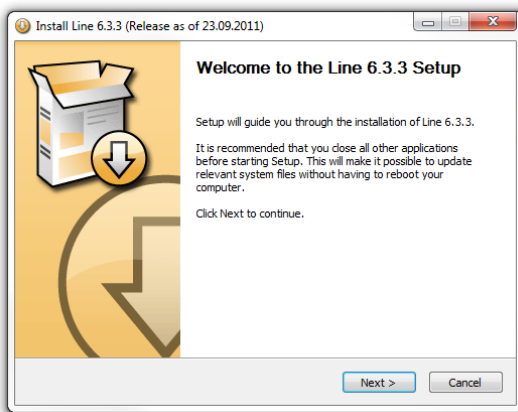 Install Line 6.3.3 (Release as of 23.09.2011)
Welcome to the Line 6.3.3 Setup
Setup will guide you through the installation of Line 6.3.3.
It is recommended that you close all other applications
before starting Setup. This will make it possible to update
relevant system files without having to reboot your
computer.
Click Next to continue.
Next >
Cancel